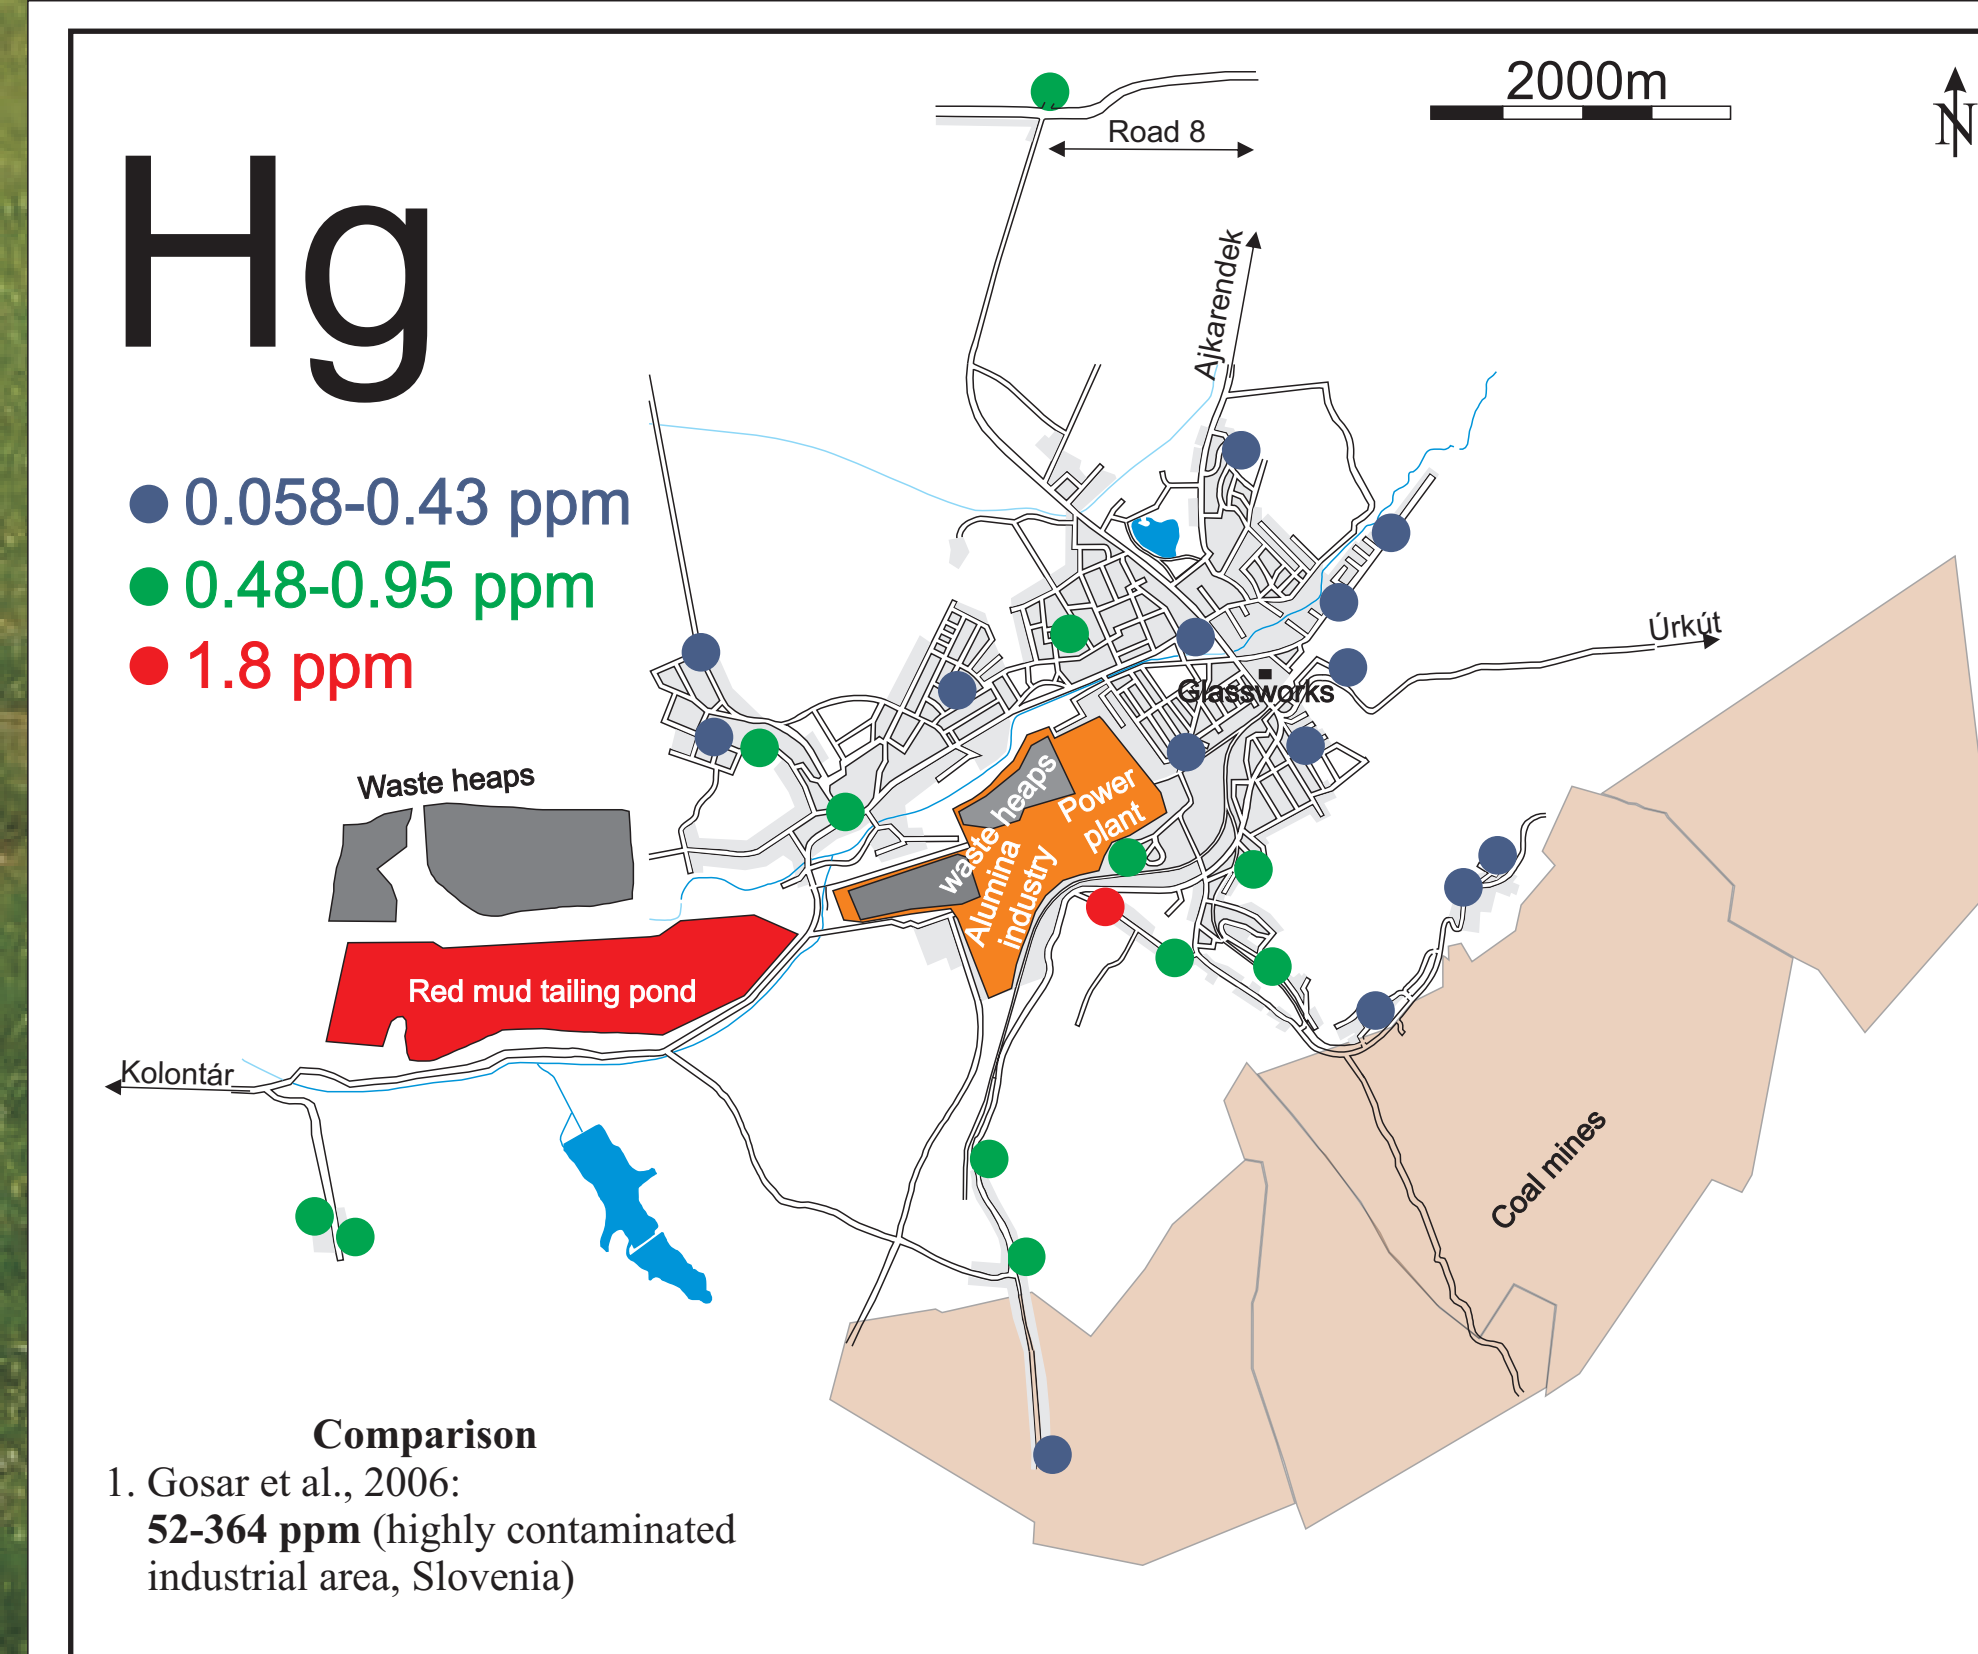 2000m
N
Road 8
Hg
Ajkarendek
0.058-0.43 ppm
0.48-0.95 ppm
1.8 ppm
Úrkút
Glassworks
Waste heaps
waste heaps
Power
plant
Alumina
industry
Red mud tailing pond
Kolontár
Coal mines
Comparison
1. Gosar et al., 2006:
52-364 ppm (highly contaminated
industrial area, Slovenia)